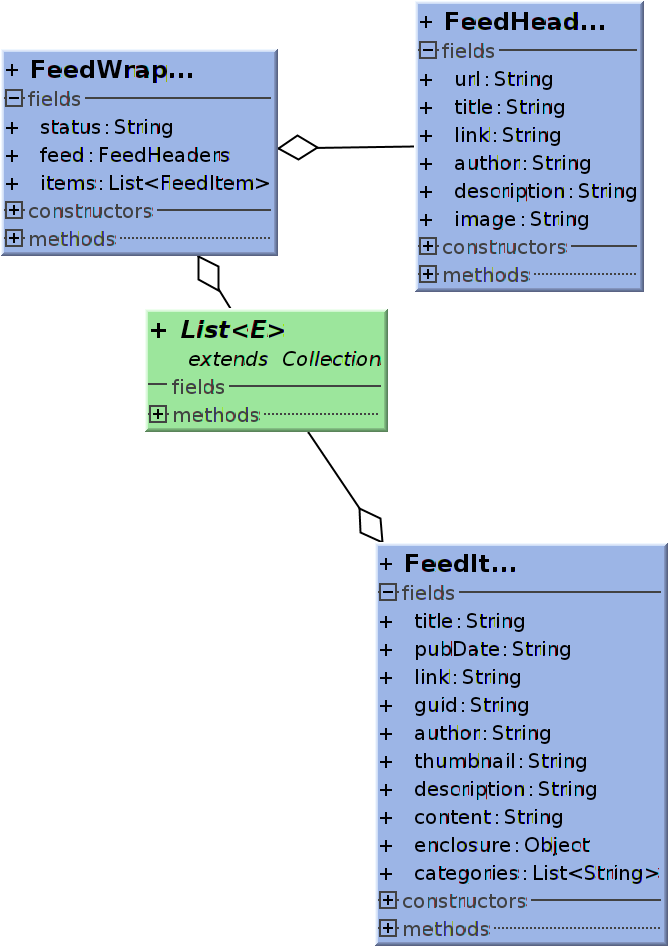 + FeedWrap...
fields
+ status: String
+ feed: FeedHeaders
+ items: List<FeedItem>
+ constructors
+ methods
+ FeedHead...
fields
+ url: String
+ title: String
+ link: String
+ author: String
+ description: String
+ image: String
+ constructors
+ methods
+ List<E>
extends Collection
fields
+ methods
+ FeedIt...
fields
+ title: String
+ pubDate: String
+ link: String
+ guid: String
+ author: String
+ thumbnail: String
+ description: String
+ content: String
+ enclosure: Object
+ categories: List<String>
+ constructors
+ methods